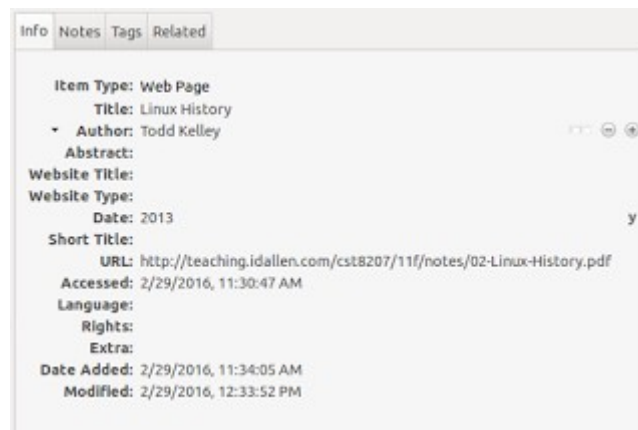 Info Notes Tags Related
Item Type: Web Page
Title: Linux History
Author: Todd Kelley
Abstract:
Website Title:
Website Type:
Date: 2013 y
Short Title:
URL: http://teaching.idallen.com/cst8207/11f/notes/02-Linux-History.pdf
Accessed: 2/29/2016, 11:30:47 AM
Language:
Rights:
Extra:
Date Added: 2/29/2016, 11:34:05 AM
Modified: 2/29/2016, 12:33:52 PM